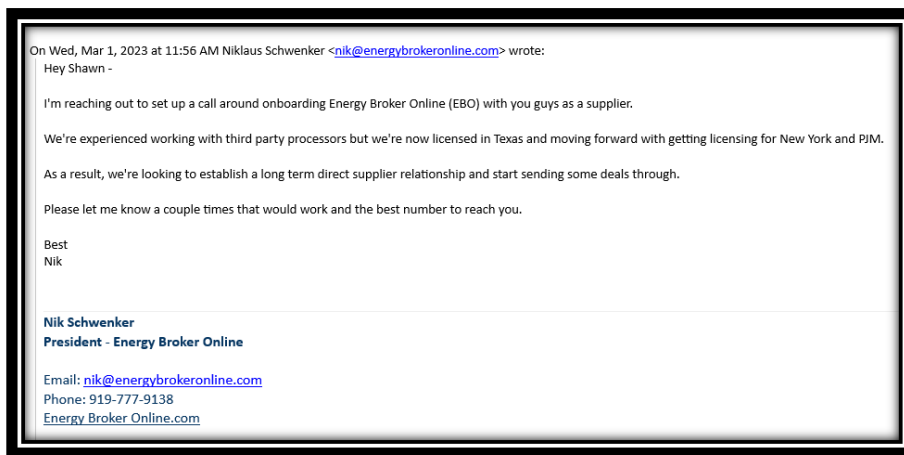 On Wed, Mar 1, 2023 at 11:56 AM Niklaus Schwenker <nik@energybrokeronline.com> wrote:
Hey Shawn -
I'm reaching out to set up a call around onboarding Energy Broker Online (EBO) with you guys as a supplier.
We're experienced working with third party processors but we're now licensed in Texas and moving forward with getting licensing for New York and PJM.
As a result, we're looking to establish a long term direct supplier relationship and start sending some deals through.
Please let me know a couple times that would work and the best number to reach you.
Best
Nik
Nik Schwenker
President - Energy Broker Online
Email: nik@energybrokeronline.com
Phone: 919-777-9138
Energy Broker Online.com